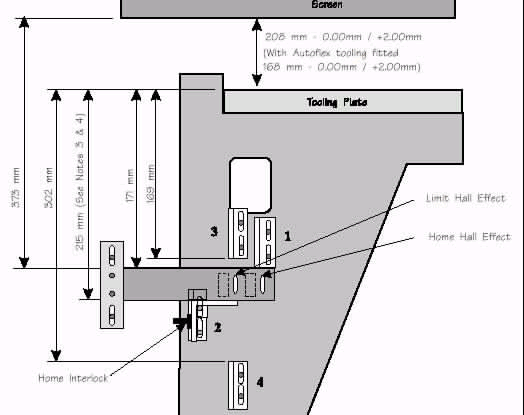 Screen
208 mm - 0.00mm / +2.00mm
(With Autoflex tooling fitted
168 mm - 0.00mm / +2.00mm)
Tooling Plate
373 mm
302 mm
215 mm (See Notes 3 & 4)
171 mm
169 mm
Limit Hall Effect
Home Hall Effect
3
1
2
Home Interlock
4